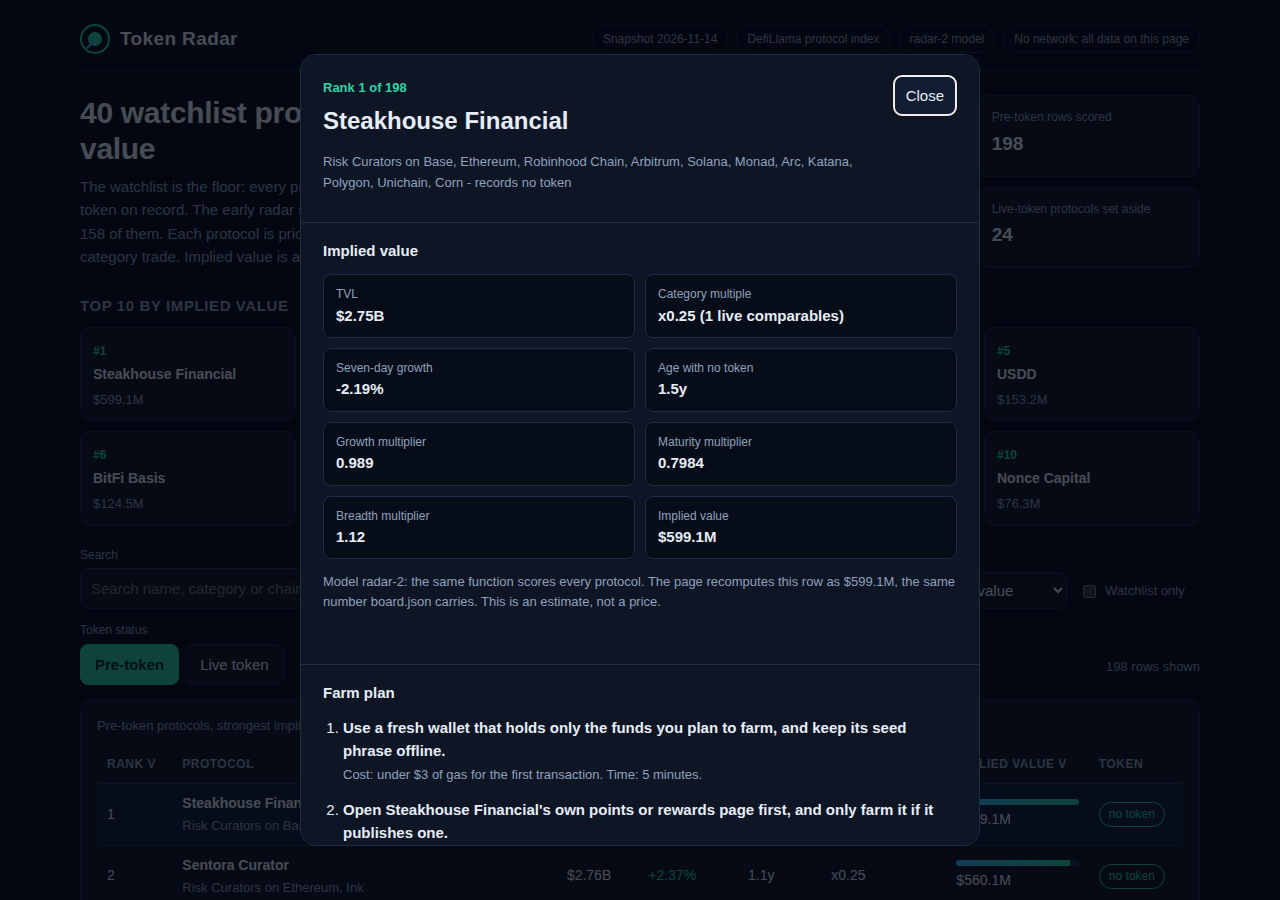 Token Radar
Snapshot 2026-11-14
DefiLlama protocol index
radar-2 model
No network: all data on this page
40 watchlist pro
value
The watchlist is the floor: every p
token on record. The early radar
158 of them. Each protocol is pric
category trade. Implied value is a
Pre-token rows scored
198
Live-token protocols set aside
24
TOP 10 BY IMPLIED VALUE
#1
Steakhouse Financial
$599.1M
#5
USDD
$153.2M
#6
BitFi Basis
$124.5M
#10
Nonce Capital
$76.3M
Search
Search name, category or chain
value
Watchlist only
Token status
Pre-token
Live token
198 rows shown
Pre-token protocols, strongest impli
RANK V
PROTOCOL
LIED VALUE V
TOKEN
1
Steakhouse Finan
Risk Curators on Bas
9.1M
no token
2
Sentora Curator
Risk Curators on Ethereum, Ink
$2.76B
+2.37%
1.1y
x0.25
$560.1M
no token
Rank 1 of 198
Close
Steakhouse Financial
Risk Curators on Base, Ethereum, Robinhood Chain, Arbitrum, Solana, Monad, Arc, Katana,
Polygon, Unichain, Corn - records no token
Implied value
TVL
$2.75B
Category multiple
x0.25 (1 live comparables)
Seven-day growth
-2.19%
Age with no token
1.5y
Growth multiplier
0.989
Maturity multiplier
0.7984
Breadth multiplier
1.12
Implied value
$599.1M
Model radar-2: the same function scores every protocol. The page recomputes this row as $599.1M, the same
number board.json carries. This is an estimate, not a price.
Farm plan
1. Use a fresh wallet that holds only the funds you plan to farm, and keep its seed
phrase offline.
Cost: under $3 of gas for the first transaction. Time: 5 minutes.
2. Open Steakhouse Financial's own points or rewards page first, and only farm it if it
publishes one.